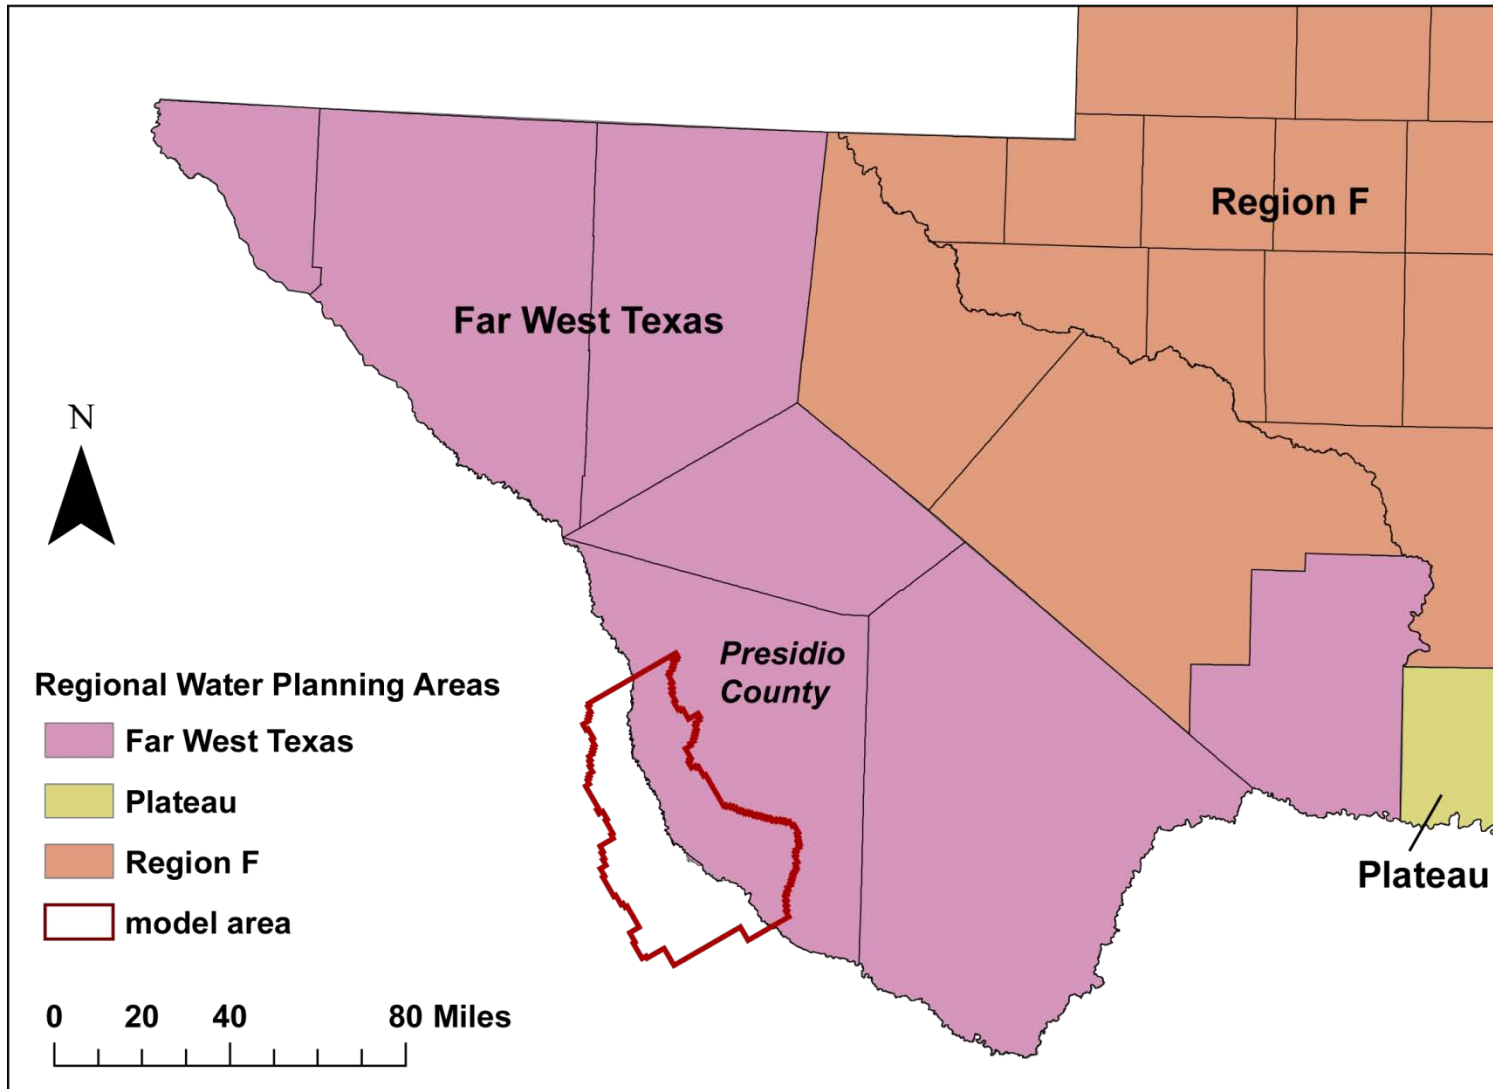 Region F
Far West Texas
N
Presidio
County
Regional Water Planning Areas
Far West Texas
Plateau
Region F
model area
Plateau
0 20 40 80 Miles